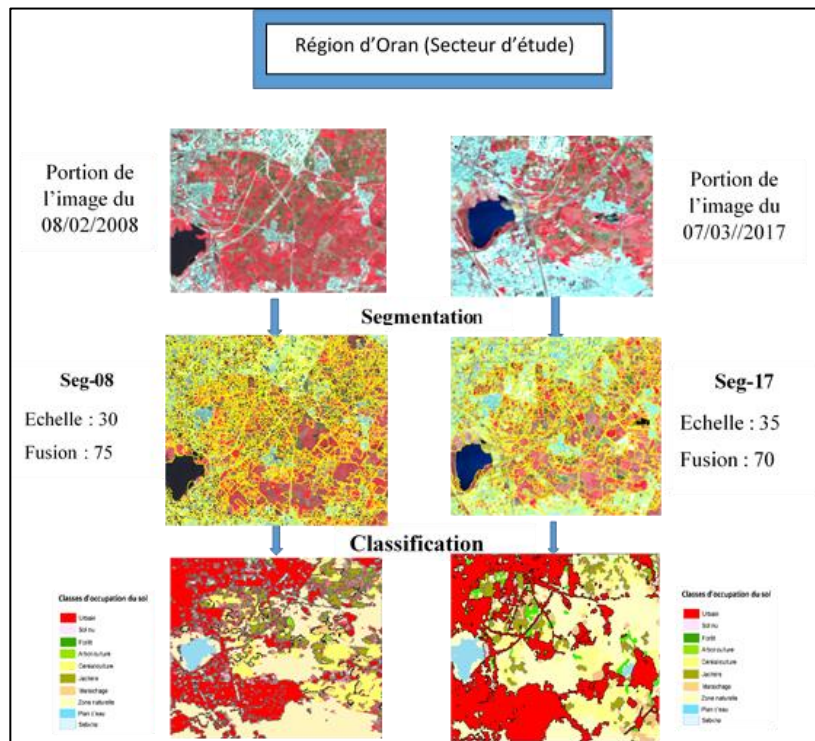 Région d'Oran (Secteur d'étude)
Portion de
l'image du
08/02/2008
Portion de
l'image du
07/03//2017
Segmentation
Seg-08
Echelle : 30
Fusion : 75
Seg-17
Echelle : 35
Fusion : 70
Classification
Classes d'occupation du sol
Urbain
Sol nu
Forêt
Arboriculture
Céréaliculture
Jachère
Maraichage
Zone naturelle
Plan d'eau
Sebkha
Classes d'occupation du sol
Urbain
Sol nu
Forêt
Arboriculture
Céréaliculture
Jachère
Maraichage
Zone naturelle
Plan d'eau
Sebkha